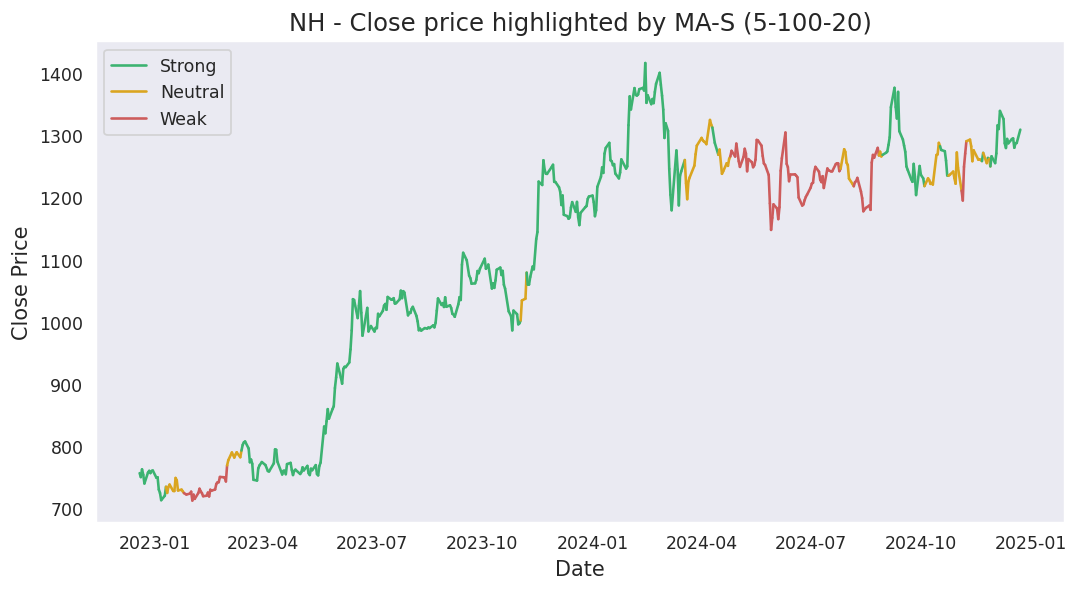 NH - Close price highlighted by MA-S (5-100-20)
Strong
Neutral
Weak
1400
1300
1200
1100
1000
900
800
700
Close Price
2023-01 2023-04 2023-07 2023-10 2024-01 2024-04 2024-07 2024-10 2025-01
Date